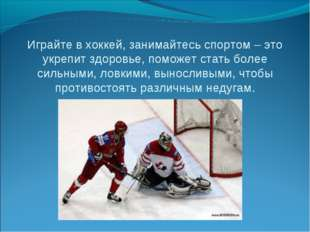 Играйте в хоккей, занимайтесь спортом – это
укрепит здоровье, поможет стать более
сильными, ловкими, выносливыми, чтобы
противостоять различным недугам.